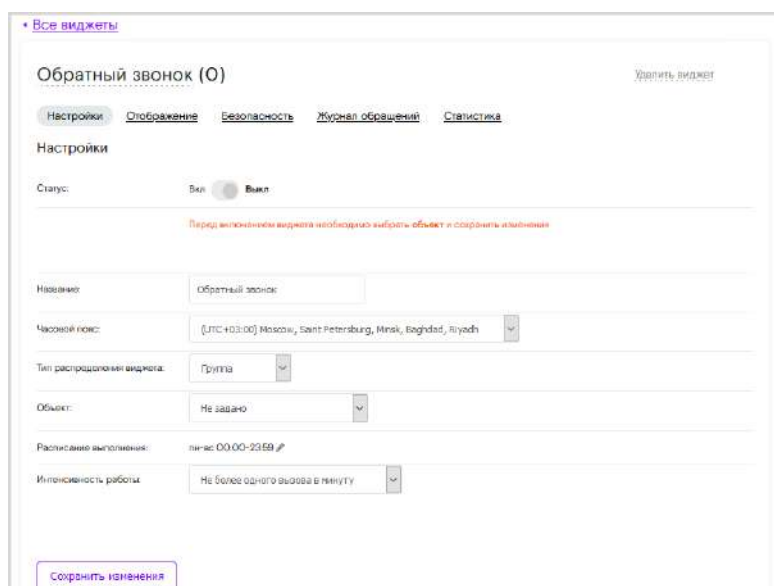 Все виджеты
Обратный звонок (0)
Удалить виджет
Настройки Отображение Безопасность Журнал обращений Статистика
Настройки
Статус: Вкл Выкл
Перед включением виджета необходимо выбрать объект и сохранить изменения
Название: Обратный звонок
Часовой пояс: (UTC+03:00) Moscow, Saint Petersburg, Minsk, Baghdad, Riyadh
Тип распределения виджета: Группа
Объект: Не задано
Расписание выполнения: пн-вс 00:00-23:59
Интенсивность работы: Не более одного вызова в минуту
Сохранить изменения